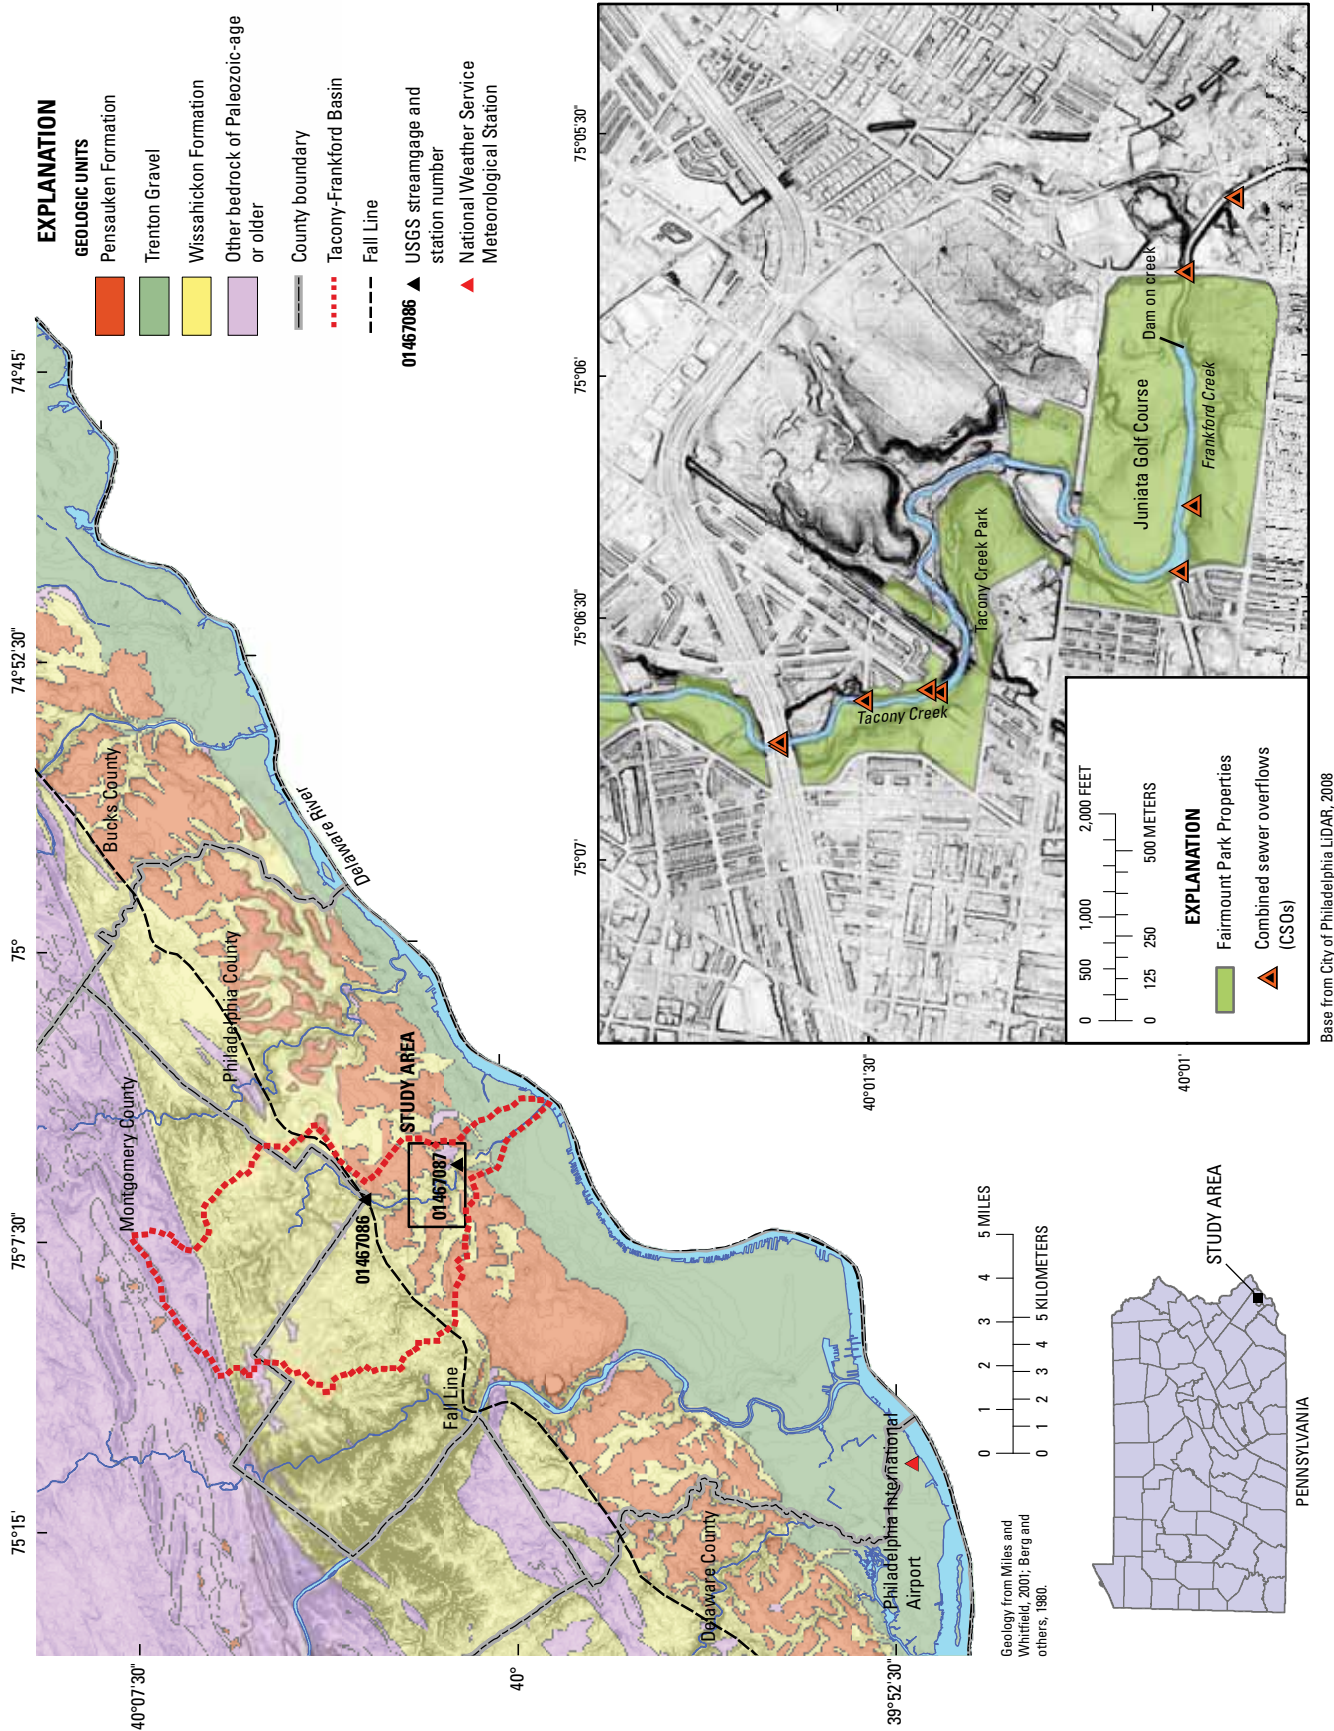 75°15'
75°7'30"
75°
74°52'30"
74°45'
40°07'30"
40°
39°52'30"
Montgomery County
Bucks County
Philadelphia County
Delaware County
Delaware River
Fall Line
STUDY AREA
01467086
01467087
Philadelphia International
Airport
EXPLANATION
GEOLOGIC UNITS
Pensauken Formation
Trenton Gravel
Wissahickon Formation
Other bedrock of Paleozoic-age
or older
County boundary
Tacony-Frankford Basin
Fall Line
01467086
USGS streamgage and
station number
National Weather Service
Meteorological Station
Geology from Miles and
Whitfield, 2001; Berg and
others, 1980.
0 1 2 3 4 5 MILES
0 1 2 3 4 5 KILOMETERS
PENNSYLVANIA
STUDY AREA
75°07'
75°06'30"
75°06'
75°05'30"
40°01'30"
40°01'
Tacony Creek
Tacony Creek Park
Juniata Golf Course
Frankford Creek
Dam on creek
0 500 1,000 2,000 FEET
0 125 250 500 METERS
EXPLANATION
Fairmount Park Properties
Combined sewer overflows
(CSOs)
Base from City of Philadelphia LiDAR, 2008